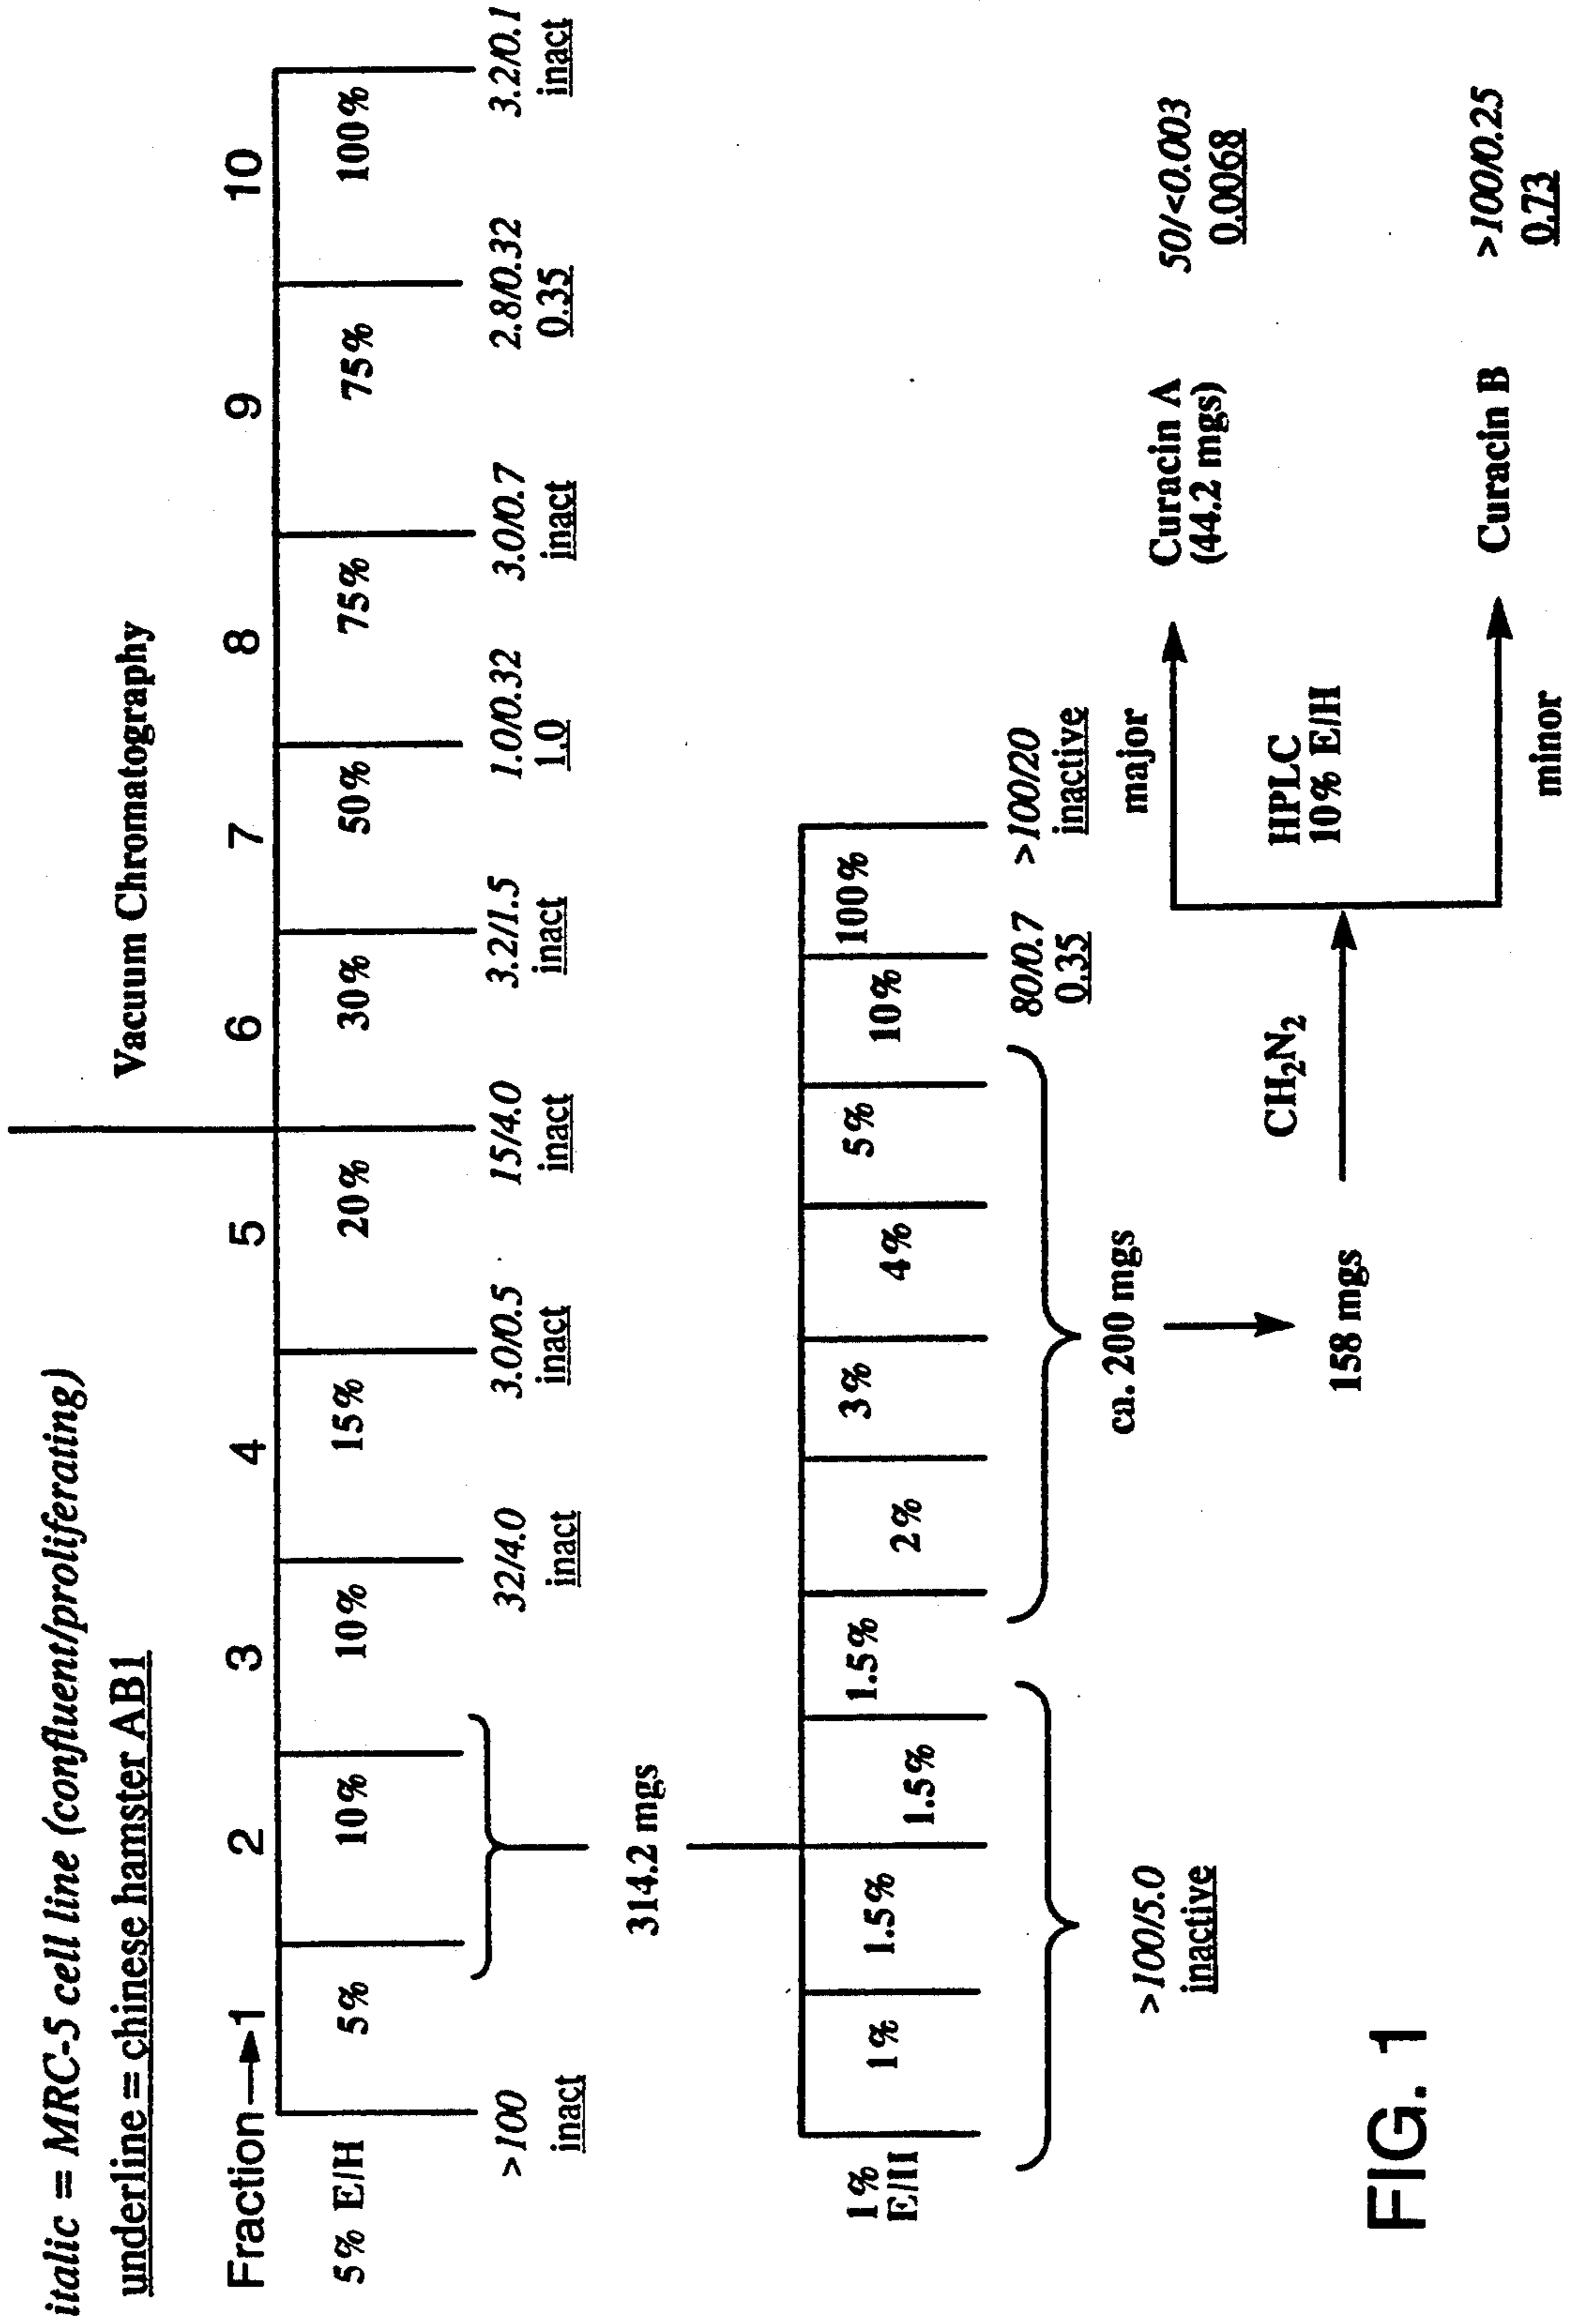 italic = MRC-5 cell line (confluent/proliferating)
underline = chinese hamster AB1
Vacuum Chromatography
Fraction 1 2 3 4 5 6 7 8 9 10
5% E/H 5% 10% 10% 15% 20% 30% 50% 75% 75% 100%
>100 32/4.0 3.0/0.5 15/4.0 3.2/1.5 1.0/0.32 3.0/0.7 2.8/0.32 3.2/0.1
inact inact inact inact inact 1.0 inact 0.35 inact
314.2 mgs
1% 1% 1.5% 1.5% 1.5% 2% 3% 4% 5% 10% 100%
E/H
80/0.7 >100/20
0.35 inactive
>100/5.0
inactive
ca. 200 mgs
158 mgs
CH2N2
HPLC
10% E/H
major
Curacin A 50/<0.003
(44.2 mgs) 0.0068
minor
Curacin B >100/0.25
0.73
FIG. 1